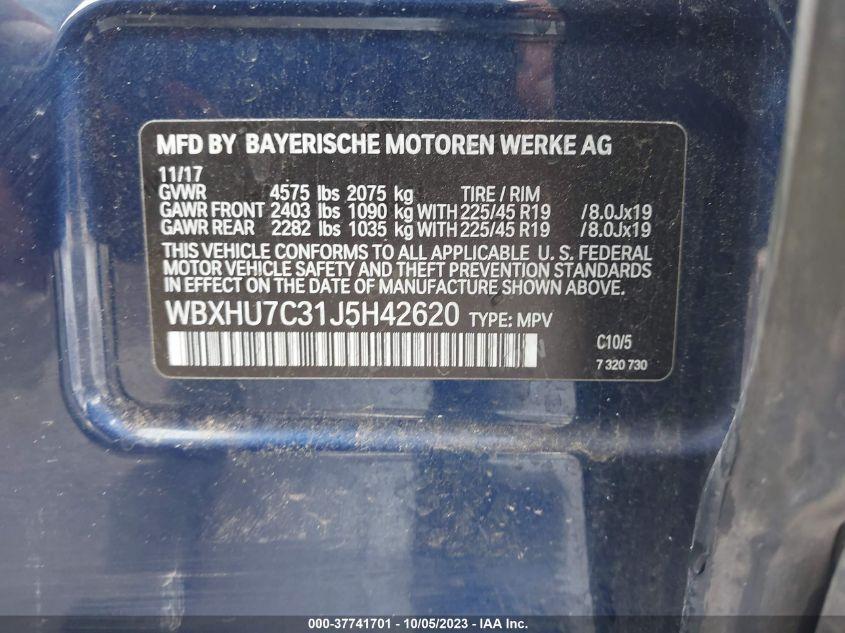 MFD BY BAYERISCHE MOTOREN WERKE AG
11/17
GVWR 4575 lbs 2075 kg TIRE / RIM
GAWR FRONT 2403 lbs 1090 kg WITH 225/45 R19 /8.0Jx19
GAWR REAR 2282 lbs 1035 kg WITH 225/45 R19 /8.0Jx19
THIS VEHICLE CONFORMS TO ALL APPLICABLE U. S. FEDERAL
MOTOR VEHICLE SAFETY AND THEFT PREVENTION STANDARDS
IN EFFECT ON THE DATE OF MANUFACTURE SHOWN ABOVE.
WBXHU7C31J5H42620 TYPE: MPV
C10/5
7 320 730
000-37741701 - 10/05/2023 - IAA Inc.